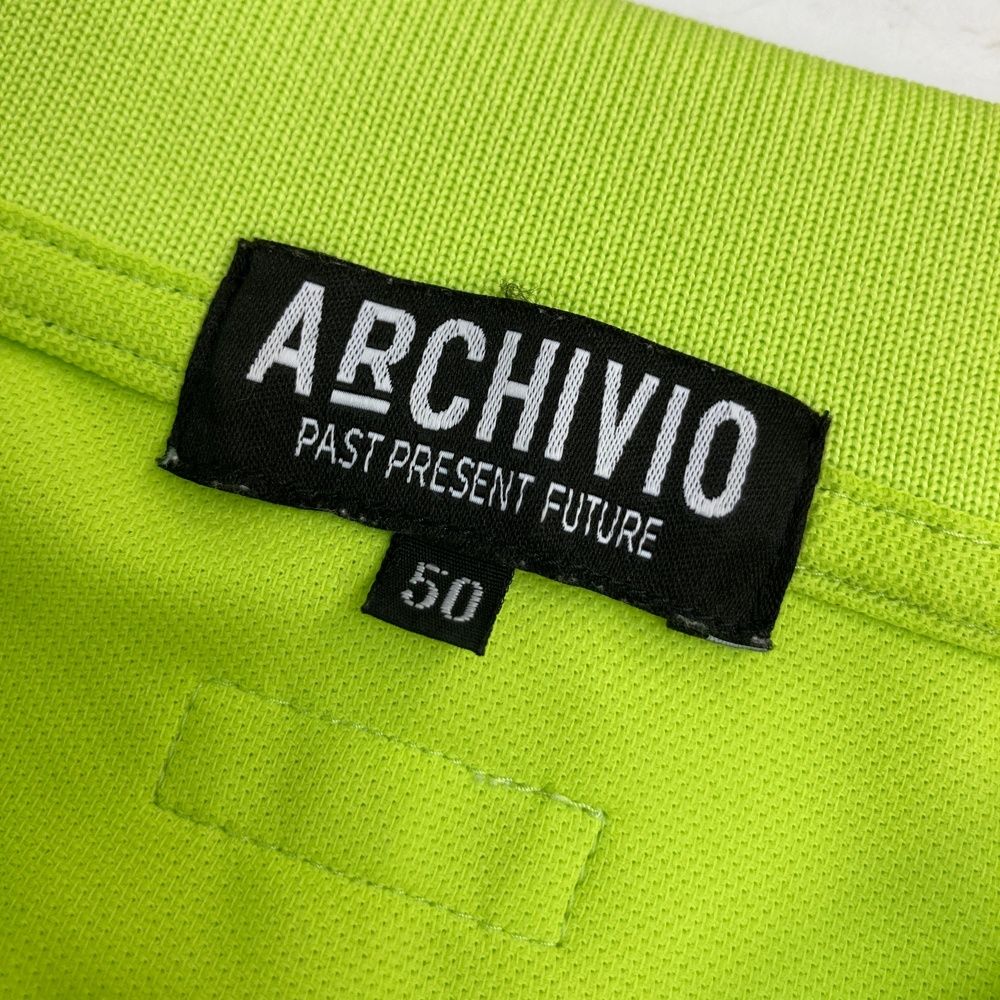 ARCHIVIO
PAST PRESENT FUTURE
50